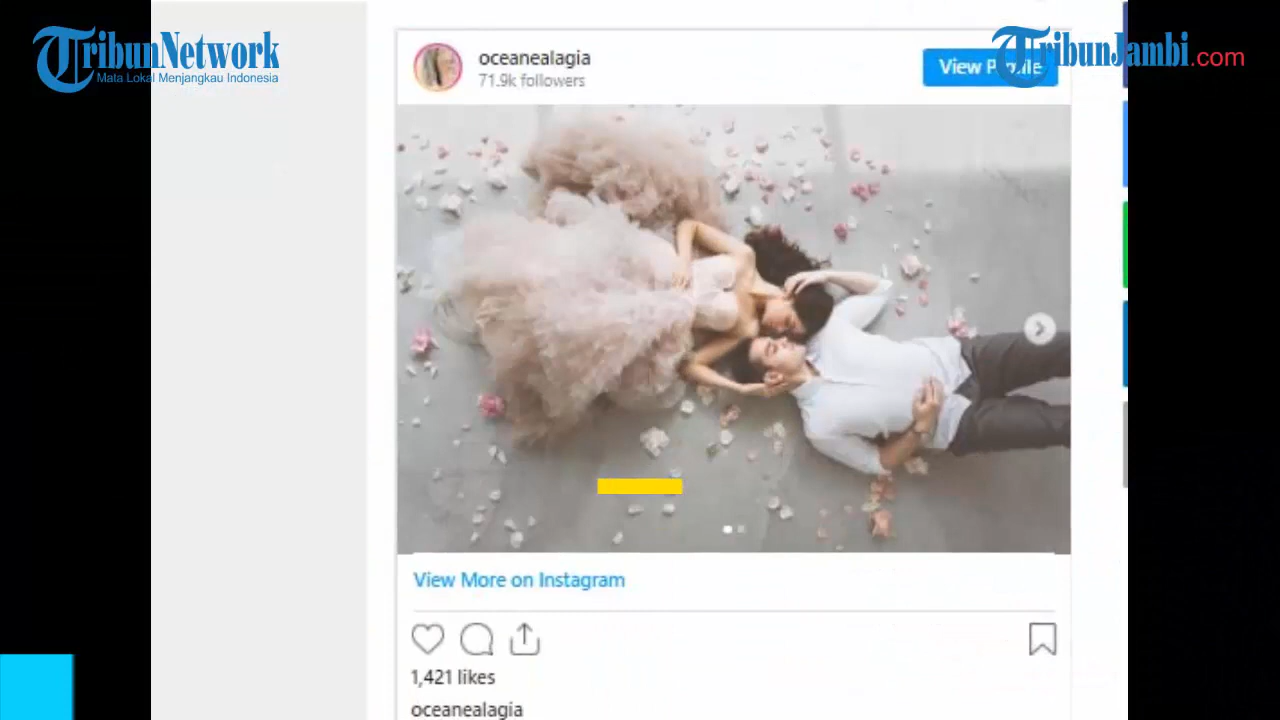 TribunNetwork
Mata Lokal Menjangkau Indonesia
oceanealagia
71.9k followers
View Profile
TribunJambi.com
View More on Instagram
1,421 likes
oceanealagia